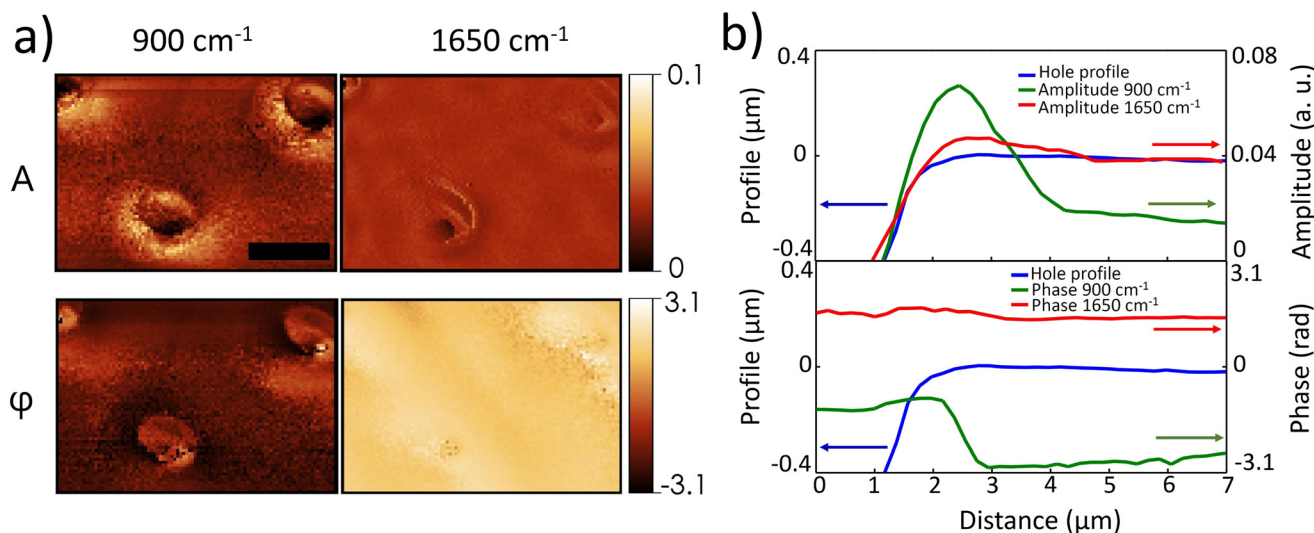 a)
900 cm⁻¹
1650 cm⁻¹
A
0.1
0
φ
3.1
-3.1
b)
0.4
0
-0.4
Profile (µm)
Hole profile
Amplitude 900 cm⁻¹
Amplitude 1650 cm⁻¹
0.08
0.04
0
Amplitude (a. u.)
0.4
0
-0.4
Profile (µm)
Hole profile
Phase 900 cm⁻¹
Phase 1650 cm⁻¹
3.1
0
-3.1
Phase (rad)
0 1 2 3 4 5 6 7
Distance (µm)